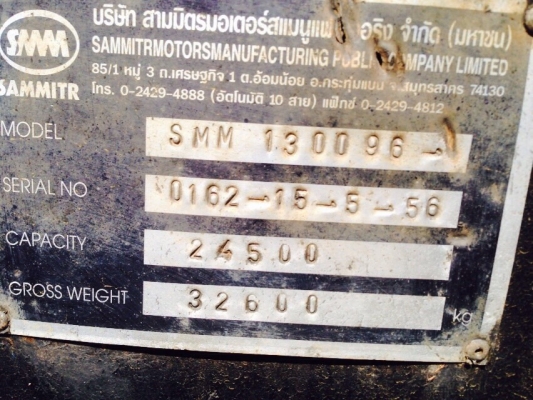 SMM
SAMMITR
บริษัท สามมิตรมอเตอร์สแมนูแฟ อริง จำกัด (มหาชน)
SAMMITRMOTORSMANUFACTURING PUBLIC COMPANY LIMITED
85/1 หมู่ 3 ถ.เศรษฐกิจ 1 ต.อ้อมน้อย อ.กระทุ่มแบน จ.สมุทรสาคร 74130
โทร. 0-2429-4888 (อัตโนมัติ 10 สาย) แฟ็กซ์ 0-2429-4812
MODEL SMM 130096-
SERIAL NO 0162-15-5-56
CAPACITY 24500
GROSS WEIGHT 32600 kg